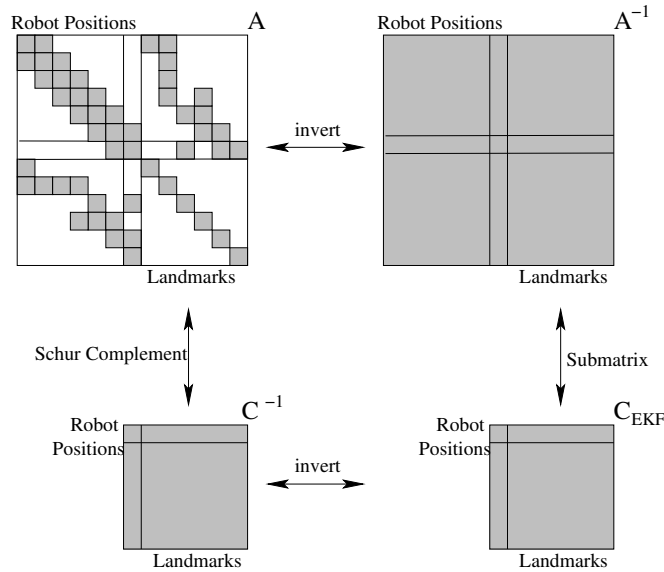 Robot Positions A
Robot Positions A⁻¹
invert
Landmarks
Landmarks
Schur Complement
Submatrix
C ⁻¹
C_EKF
Robot
Positions
Robot
Positions
invert
Landmarks
Landmarks